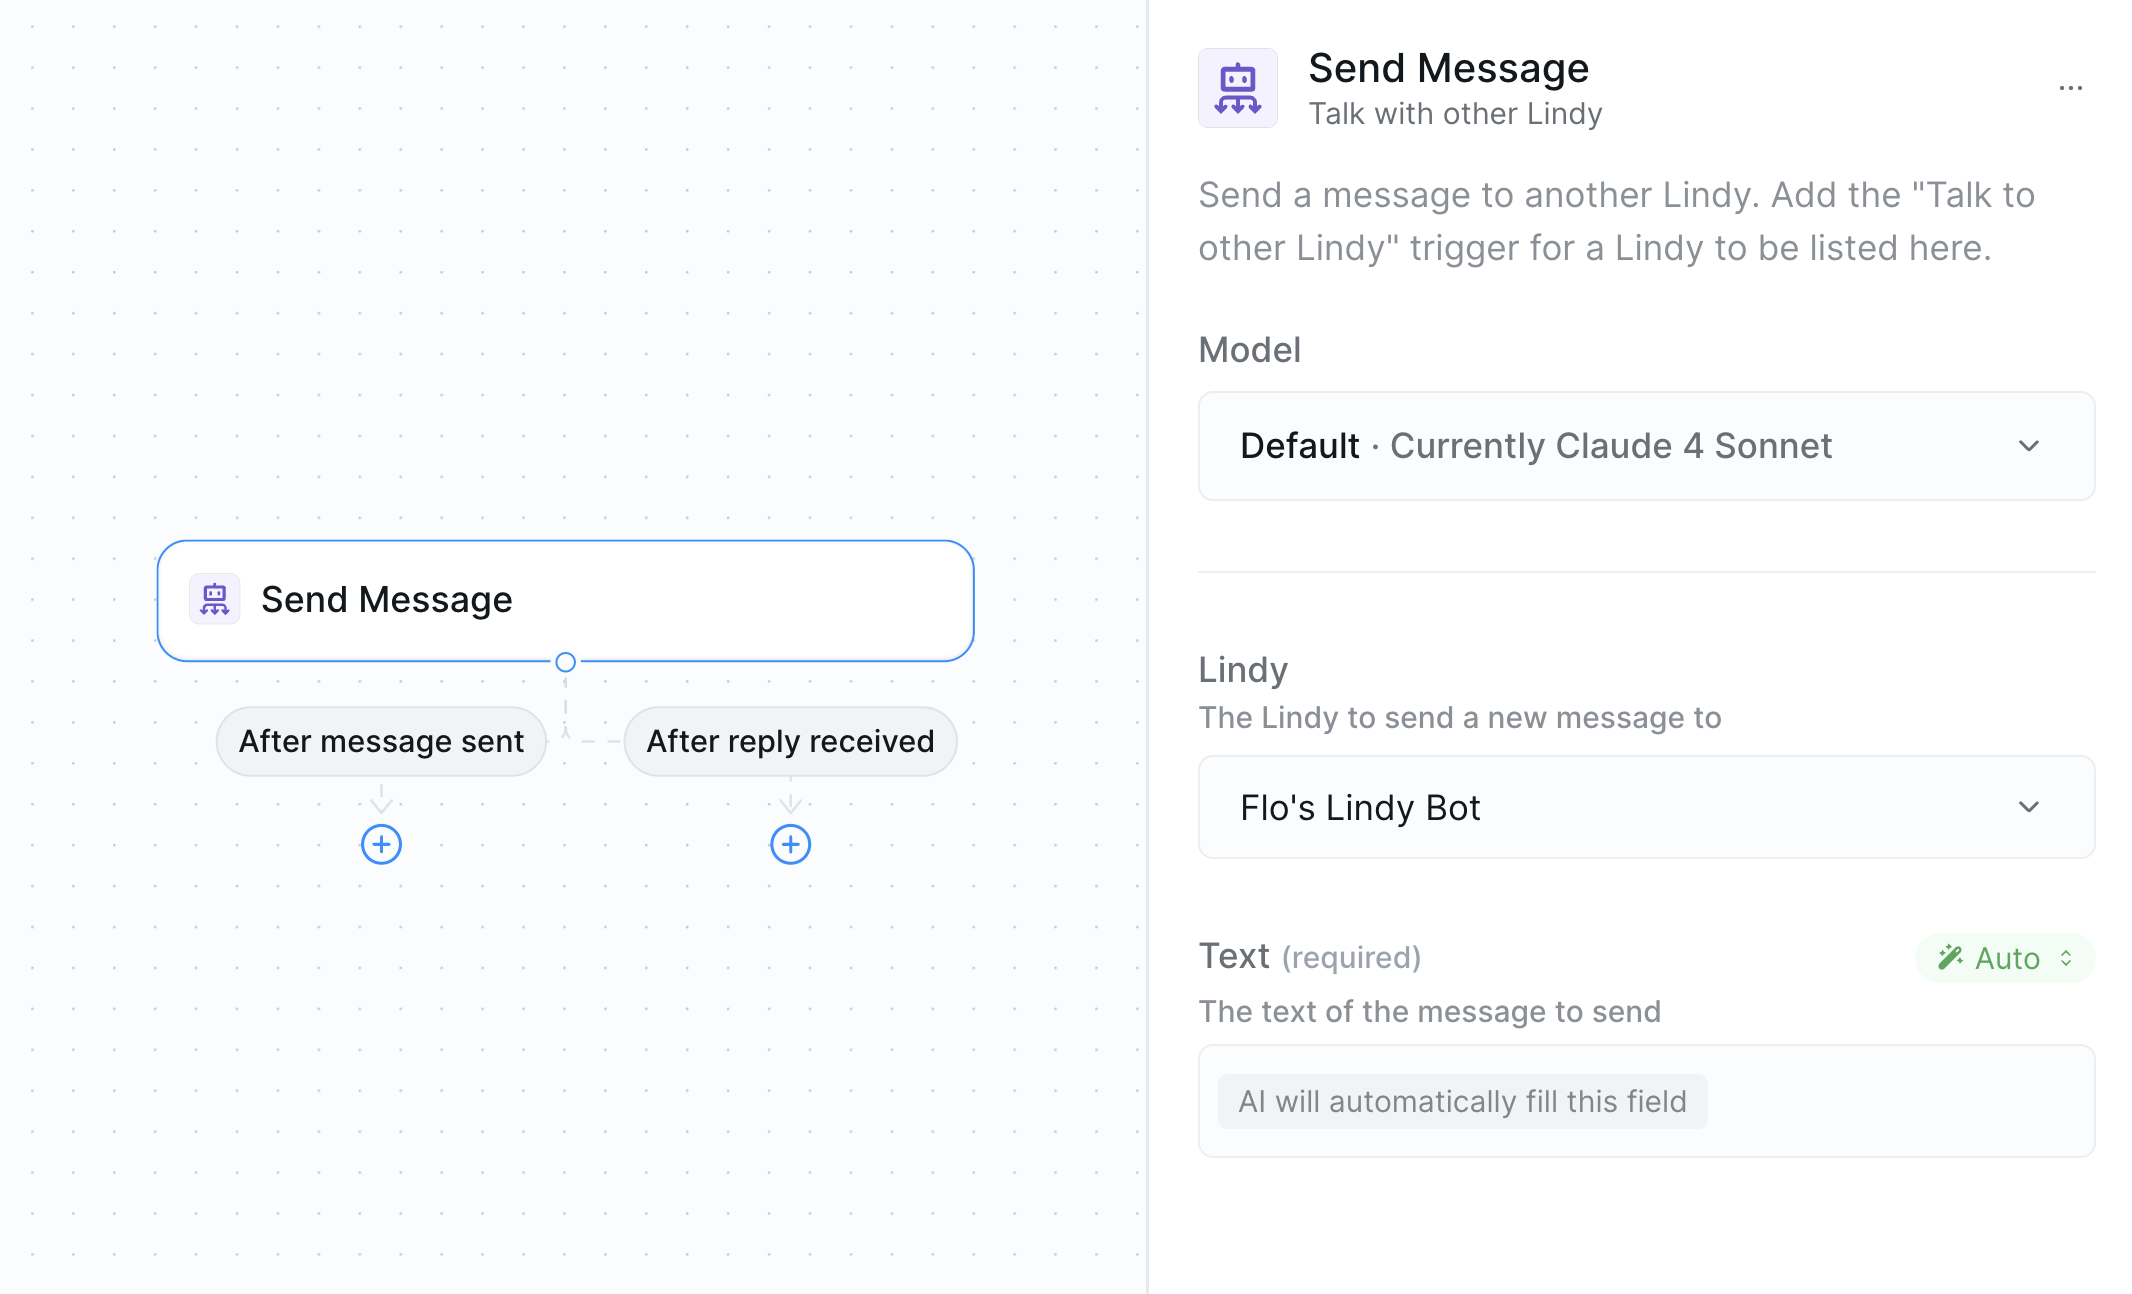 Send Message
After message sent
After reply received
Send Message
Talk with other Lindy
...
Send a message to another Lindy. Add the "Talk to
other Lindy" trigger for a Lindy to be listed here.
Model
Default · Currently Claude 4 Sonnet
Lindy
The Lindy to send a new message to
Flo's Lindy Bot
Text (required)
Auto
The text of the message to send
AI will automatically fill this field